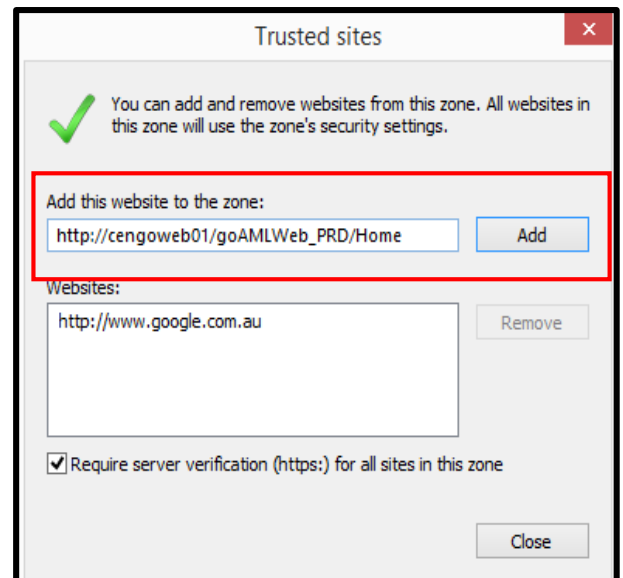 Trusted sites
You can add and remove websites from this zone. All websites in
this zone will use the zone's security settings.
Add this website to the zone:
http://cengoweb01/goAMLWeb_PRD/Home
Add
Websites:
http://www.google.com.au
Remove
Require server verification (https:) for all sites in this zone
Close